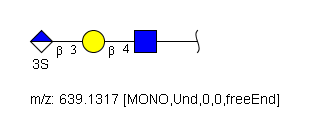 β 3 β 4
3S
m/z: 639.1317 [MONO,Und,0,0,freeEnd]